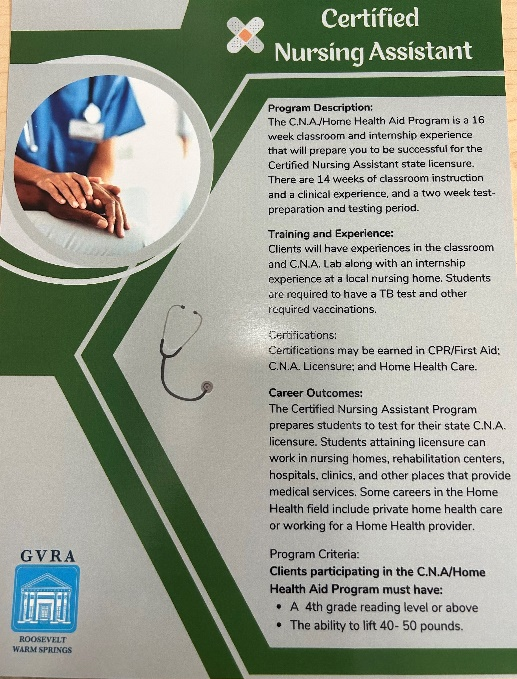 Certified
Nursing Assistant
Program Description:
The C.N.A./Home Health Aid Program is a 16
week classroom and internship experience
that will prepare you to be successful for the
Certified Nursing Assistant state licensure.
There are 14 weeks of classroom instruction
and a clinical experience, and a two week test-
preparation and testing period.
Training and Experience:
Clients will have experiences in the classroom
and C.N.A. Lab along with an internship
experience at a local nursing home. Students
are required to have a TB test and other
required vaccinations.
Certifications:
Certifications may be earned in CPR/First Aid;
C.N.A. Licensure; and Home Health Care.
Career Outcomes:
The Certified Nursing Assistant Program
prepares students to test for their state C.N.A.
licensure. Students attaining licensure can
work in nursing homes, rehabilitation centers,
hospitals, clinics, and other places that provide
medical services. Some careers in the Home
Health field include private home health care
or working for a Home Health provider.
Program Criteria:
Clients participating in the C.N.A/Home
Health Aid Program must have:
• A 4th grade reading level or above
• The ability to lift 40- 50 pounds.
GVRA
ROOSEVELT
WARM SPRINGS